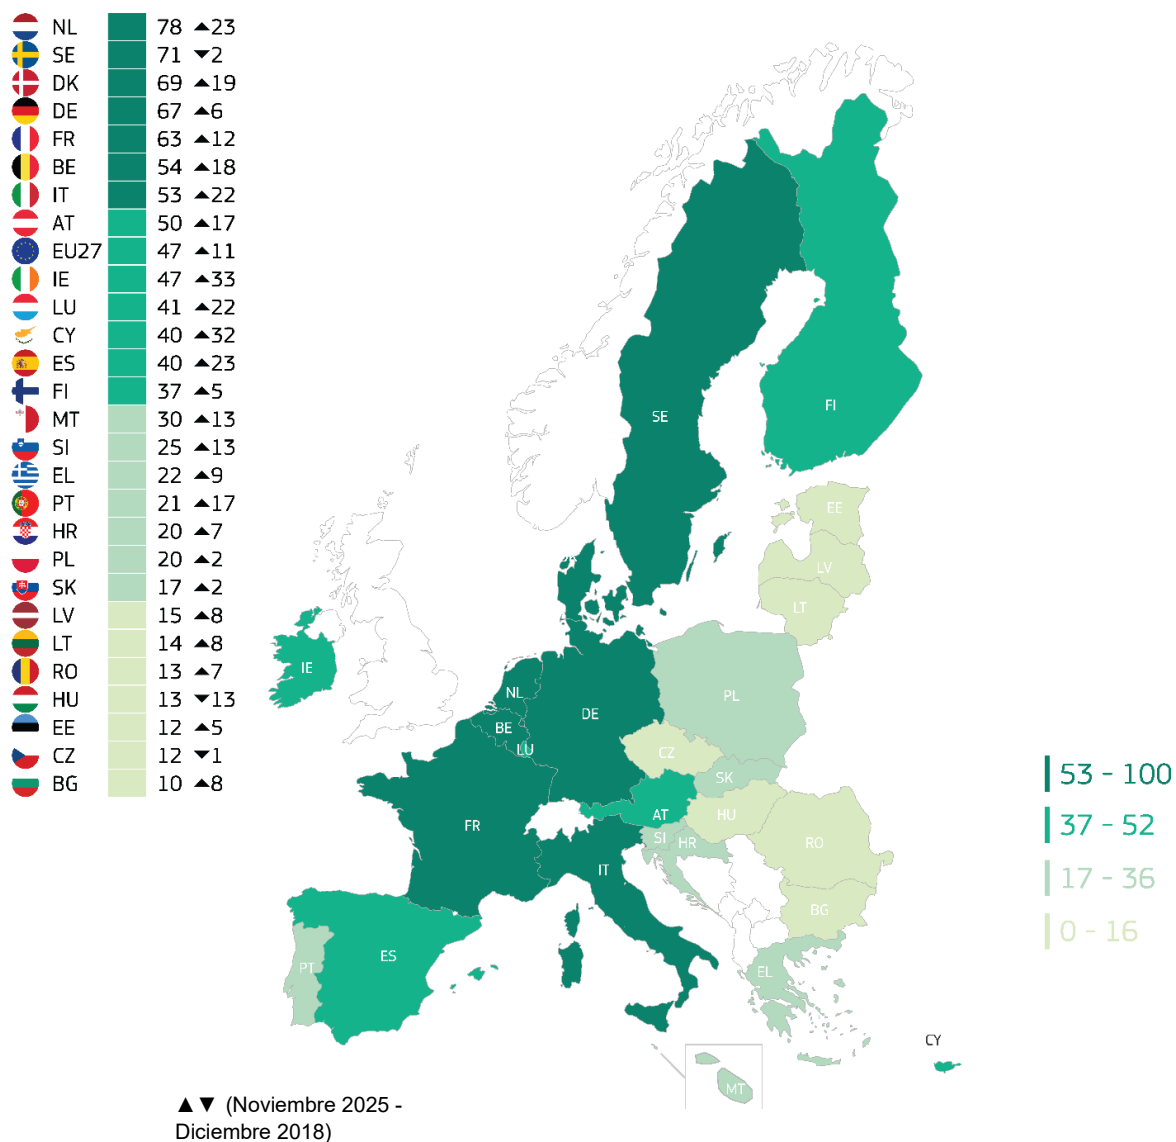 NL 78 ▲23
SE 71 ▼2
DK 69 ▲19
DE 67 ▲6
FR 63 ▲12
BE 54 ▲18
IT 53 ▲22
AT 50 ▲17
EU27 47 ▲11
IE 47 ▲33
LU 41 ▲22
CY 40 ▲32
ES 40 ▲23
FI 37 ▲5
MT 30 ▲13
SI 25 ▲13
EL 22 ▲9
PT 21 ▲17
HR 20 ▲7
PL 20 ▲2
SK 17 ▲2
LV 15 ▲8
LT 14 ▲8
RO 13 ▲7
HU 13 ▼13
EE 12 ▲5
CZ 12 ▼1
BG 10 ▲8
FI
SE
EE
LV
LT
IE
NL
PL
DE
BE
LU
CZ
SK
AT
HU
FR
SI
HR
RO
IT
BG
ES
PT
EL
CY
MT
53 - 100
37 - 52
17 - 36
0 - 16
▲▼ (Noviembre 2025 -
Diciembre 2018)